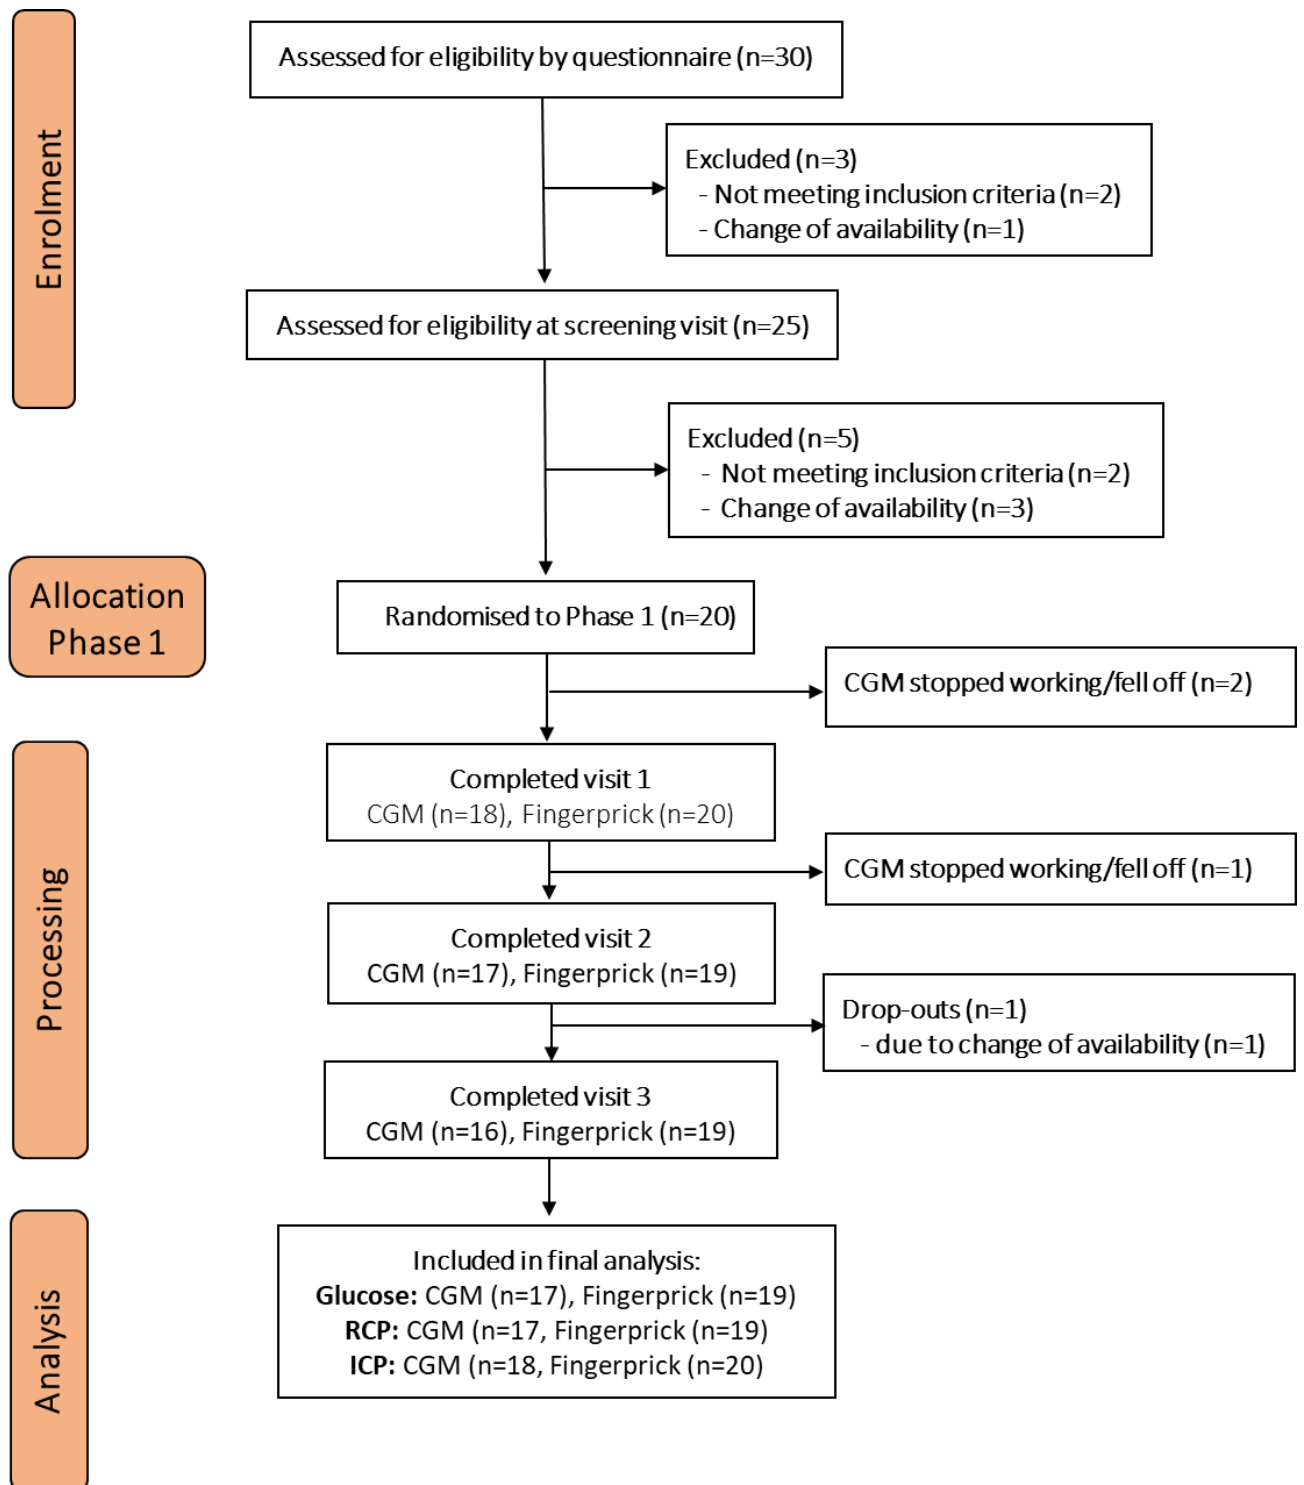 Enrolment
Assessed for eligibility by questionnaire (n=30)
Excluded (n=3)
- Not meeting inclusion criteria (n=2)
- Change of availability (n=1)
Assessed for eligibility at screening visit (n=25)
Excluded (n=5)
- Not meeting inclusion criteria (n=2)
- Change of availability (n=3)
Allocation
Phase 1
Randomised to Phase 1 (n=20)
CGM stopped working/fell off (n=2)
Processing
Completed visit 1
CGM (n=18), Fingerprick (n=20)
CGM stopped working/fell off (n=1)
Completed visit 2
CGM (n=17), Fingerprick (n=19)
Drop-outs (n=1)
- due to change of availability (n=1)
Completed visit 3
CGM (n=16), Fingerprick (n=19)
Analysis
Included in final analysis:
Glucose: CGM (n=17), Fingerprick (n=19)
RCP: CGM (n=17, Fingerprick (n=19)
ICP: CGM (n=18, Fingerprick (n=20)